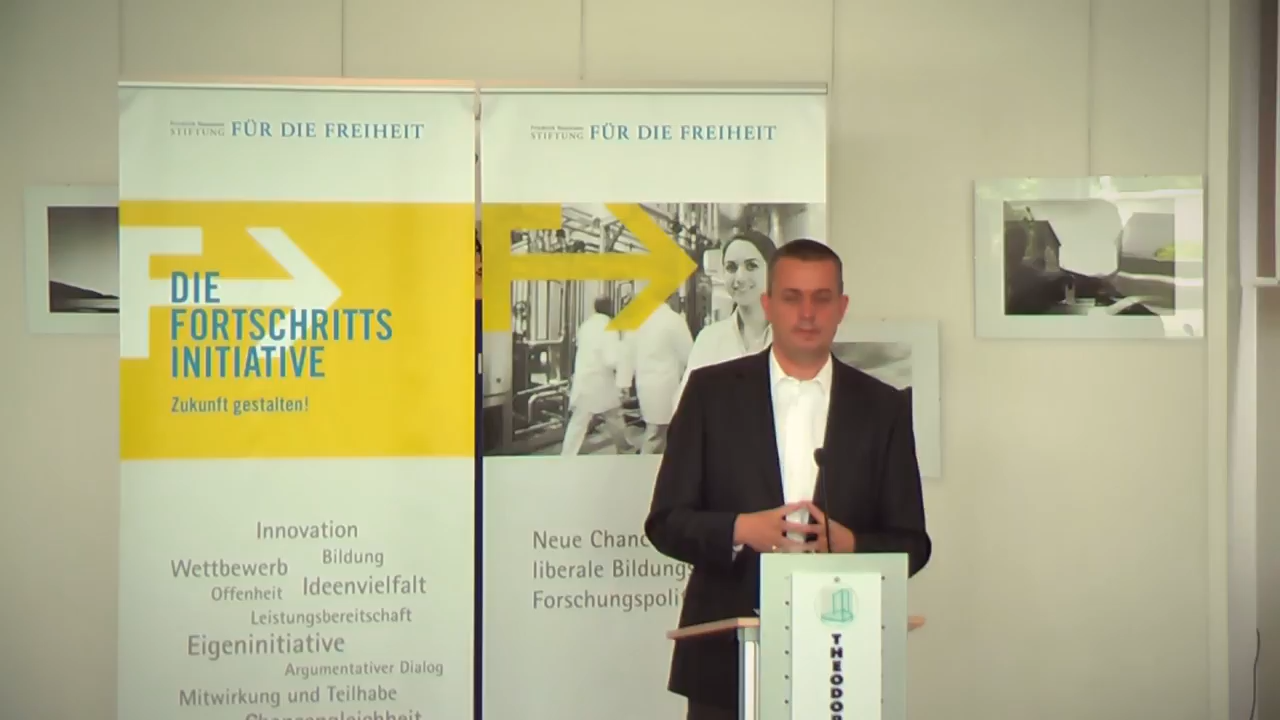 Friedrich Naumann
STIFTUNG FÜR DIE FREIHEIT
DIE
FORTSCHRITTS
INITIATIVE
Zukunft gestalten!
Innovation
Bildung
Wettbewerb
Ideenvielfalt
Offenheit
Leistungsbereitschaft
Eigeninitiative
Argumentativer Dialog
Mitwirkung und Teilhabe
Chancengleichheit
Friedrich Naumann
STIFTUNG FÜR DIE FREIHEIT
Neue Chanc
liberale Bildungs
Forschungspoli
THEODOR